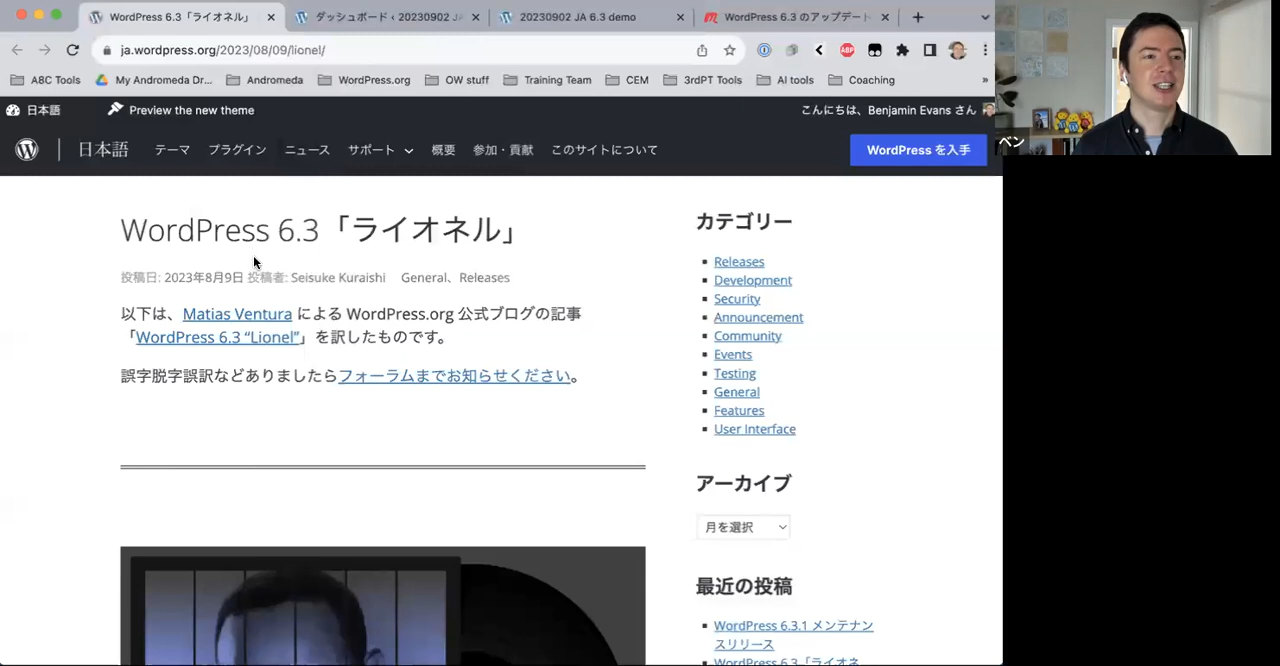 WordPress 6.3「ライオネル」
ダッシュボード ‹ 20230902 JA
20230902 JA 6.3 demo
WordPress 6.3 のアップデート
ja.wordpress.org/2023/08/09/lionel/
ABP
A8C Tools
My Andromeda Dr...
Andromeda
WordPress.org
OW stuff
Training Team
CEM
3rdPT Tools
AI tools
Coaching
»
日本語
Preview the new theme
こんにちは、Benjamin Evans さん
ベン
日本語
テーマ
プラグイン
ニュース
サポート
概要
参加・貢献
このサイトについて
WordPress を入手
WordPress 6.3「ライオネル」
投稿日: 2023年8月9日 投稿者: Seisuke Kuraishi General、Releases
以下は、Matias Ventura による WordPress.org 公式ブログの記事
「WordPress 6.3 “Lionel”」を訳したものです。
誤字脱字誤訳などありましたらフォーラムまでお知らせください。
カテゴリー
Releases
Development
Security
Announcement
Community
Events
Testing
General
Features
User Interface
アーカイブ
月を選択
最近の投稿
WordPress 6.3.1 メンテナン
スリリース
WordPress 6.3「ライオネ